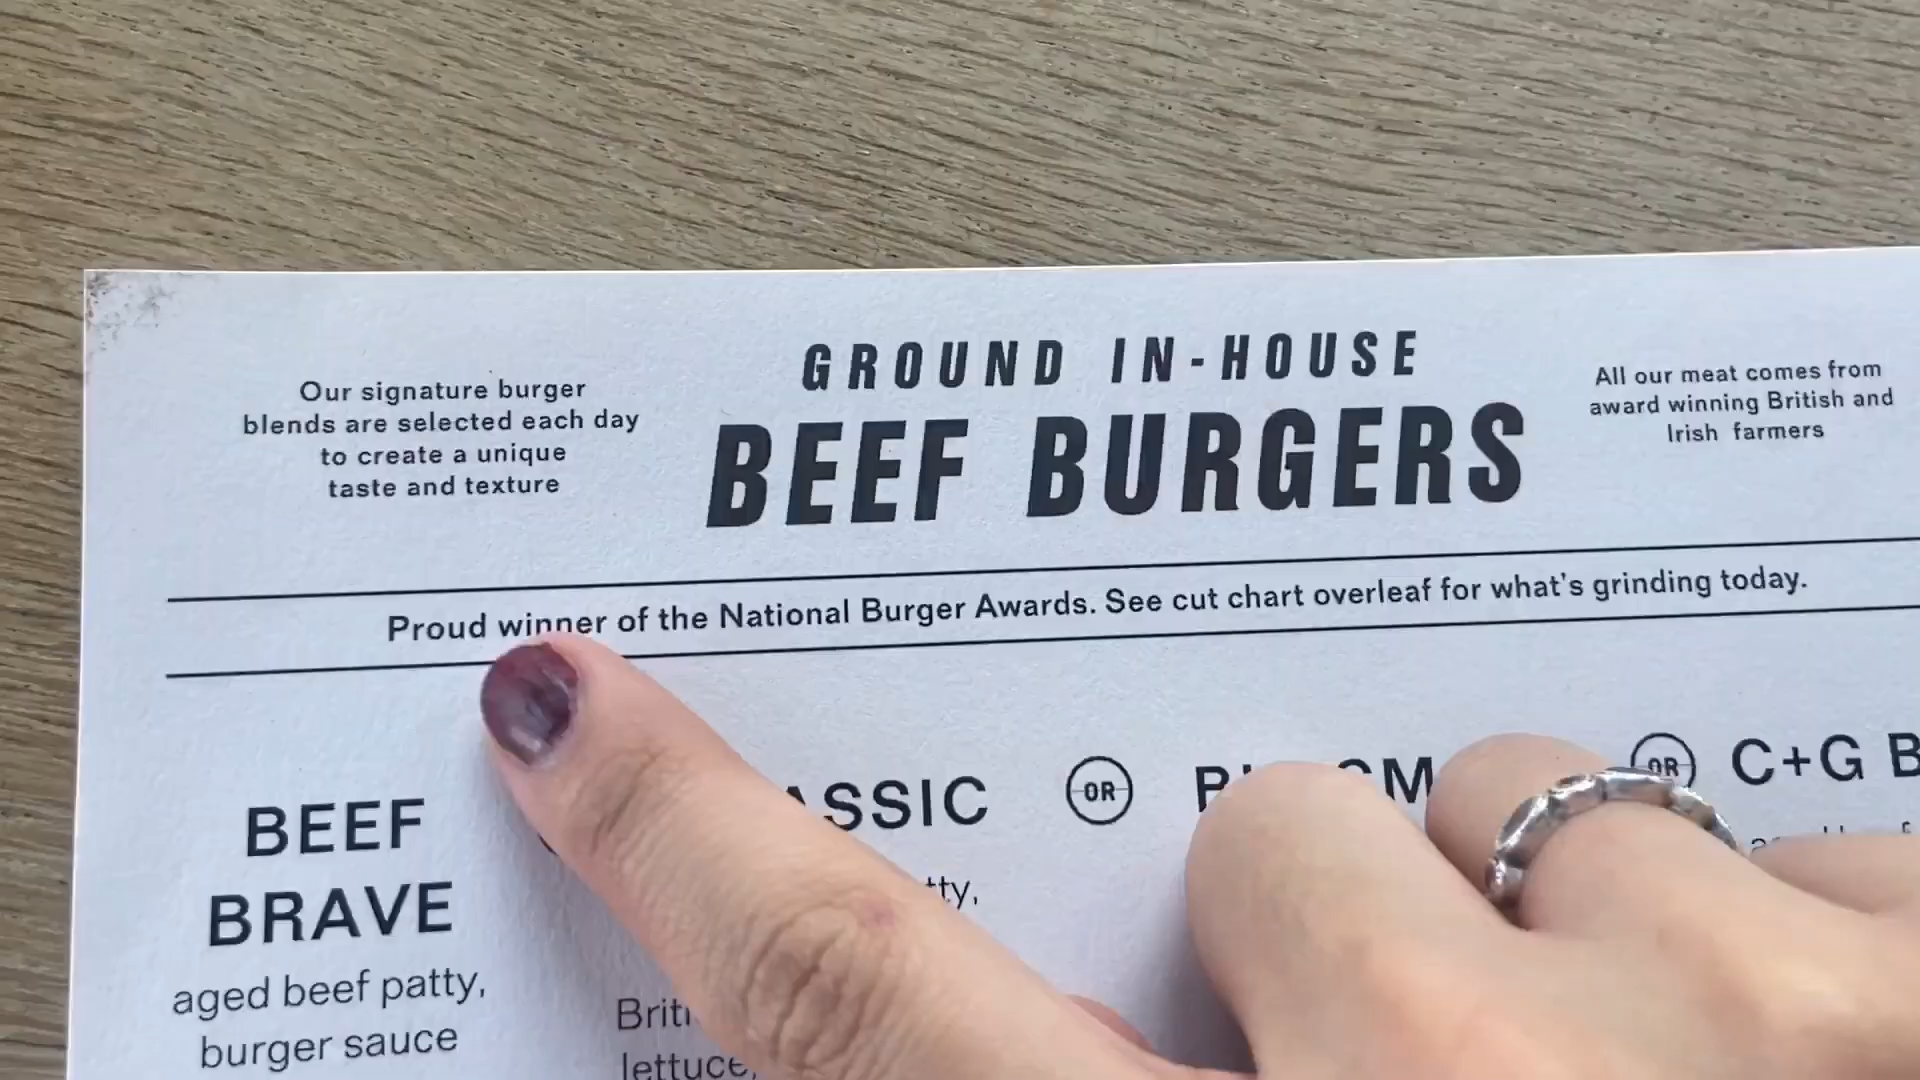 Our signature burger
blends are selected each day
to create a unique
taste and texture
GROUND IN-HOUSE
BEEF BURGERS
All our meat comes from
award winning British and
Irish farmers
Proud winner of the National Burger Awards. See cut chart overleaf for what's grinding today.
BEEF
BRAVE
aged beef patty,
burger sauce
OR
OR
C+G
lettuce,